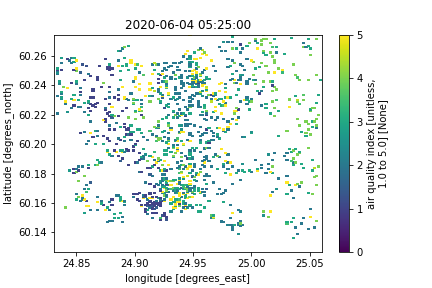 2020-06-04 05:25:00
60.26
60.24
60.22
60.20
60.18
60.16
60.14
latitude [degrees_north]
24.85 24.90 24.95 25.00 25.05
longitude [degrees_east]
5
4
3
2
1
0
air quality index [unitless,
1.0 to 5.0] [None]